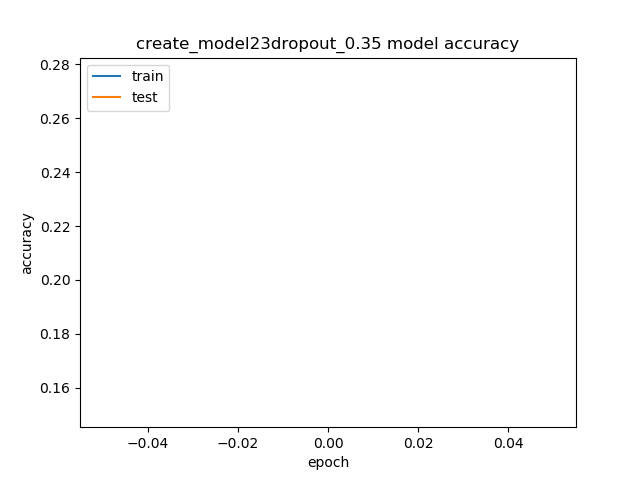 create_model23dropout_0.35 model accuracy
train
test
accuracy
0.28
0.26
0.24
0.22
0.20
0.18
0.16
−0.04 −0.02 0.00 0.02 0.04
epoch